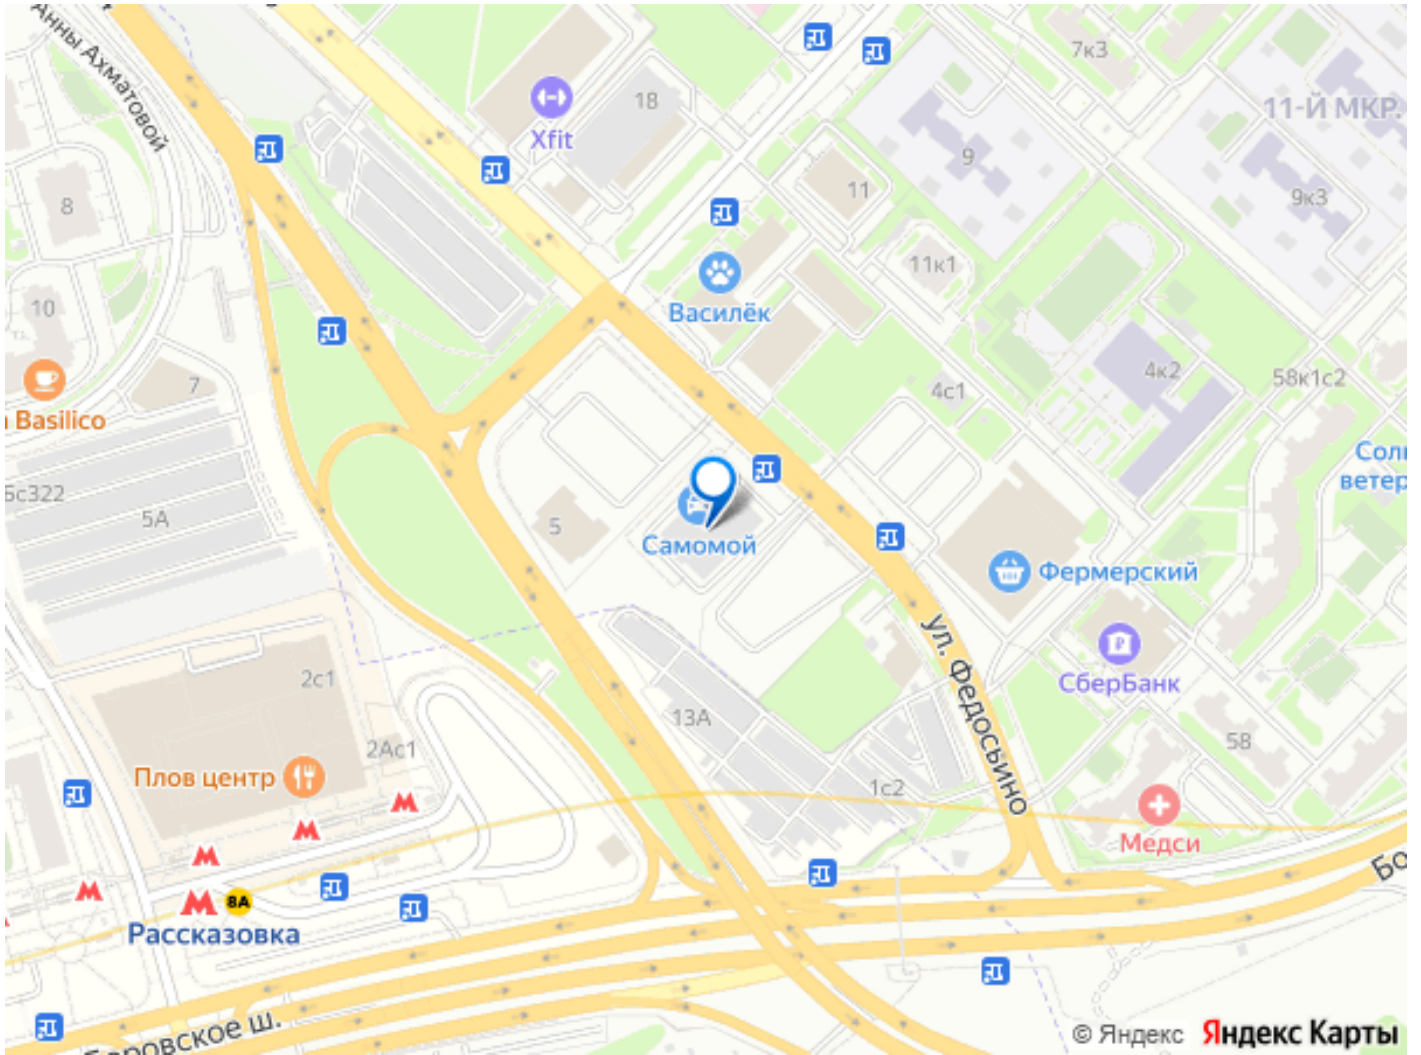 Анны Ахматовой
18
Xfit
7к3
11-Й МКР.
9
11
9к3
8
11к1
10
Василёк
7
4с1
4к2
58к1с2
Basilico
5с322
5А
5
Самомой
Фермерский
ул. Федосьино
СберБанк
2с1
13А
58
2Ас1
Плов центр
1с2
Медси
8А
Рассказовка
Боровское ш.
© Яндекс Яндекс Карты